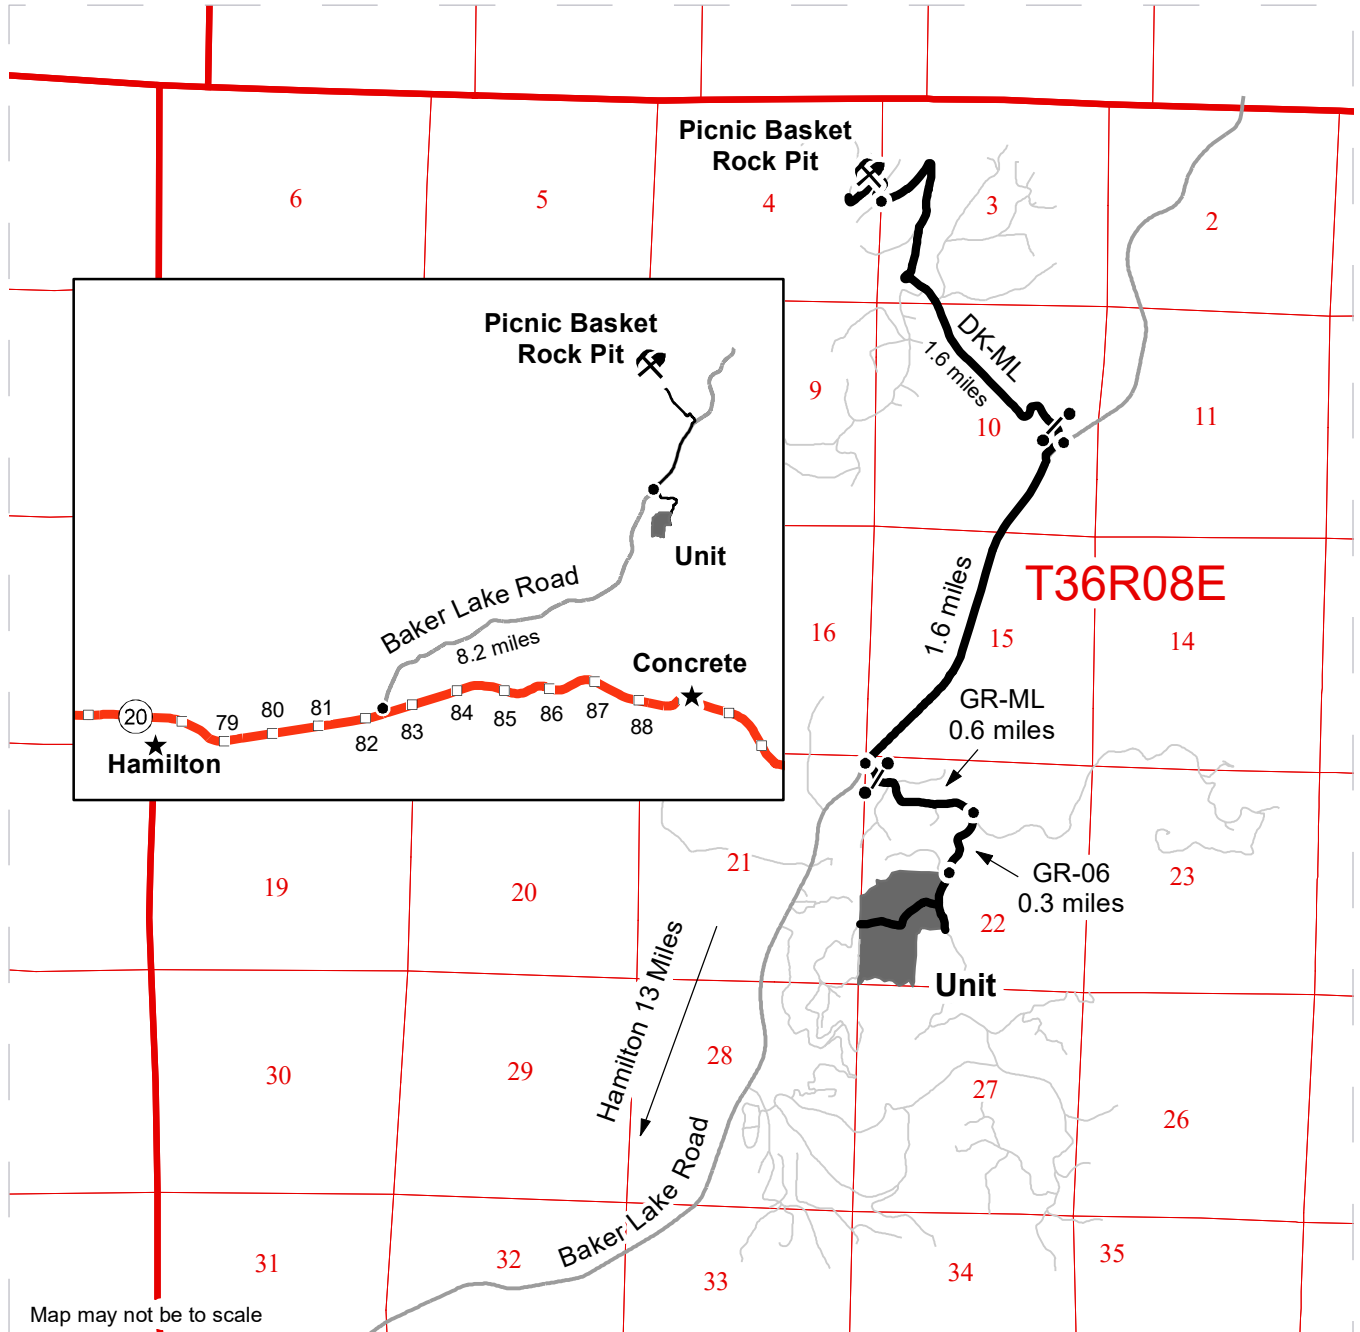 Picnic Basket
Rock Pit
6
5
4
3
2
Picnic Basket
Rock Pit
DK-ML
1.6 miles
9
10
11
Unit
Baker Lake Road
8.2 miles
T36R08E
1.6 miles
16
15
14
Concrete
20
79
80
81
82
83
84
85
86
87
88
Hamilton
GR-ML
0.6 miles
19
20
21
GR-06
0.3 miles
22
23
Unit
Hamilton 13 Miles
30
29
28
27
26
Baker Lake Road
31
32
33
34
35
Map may not be to scale